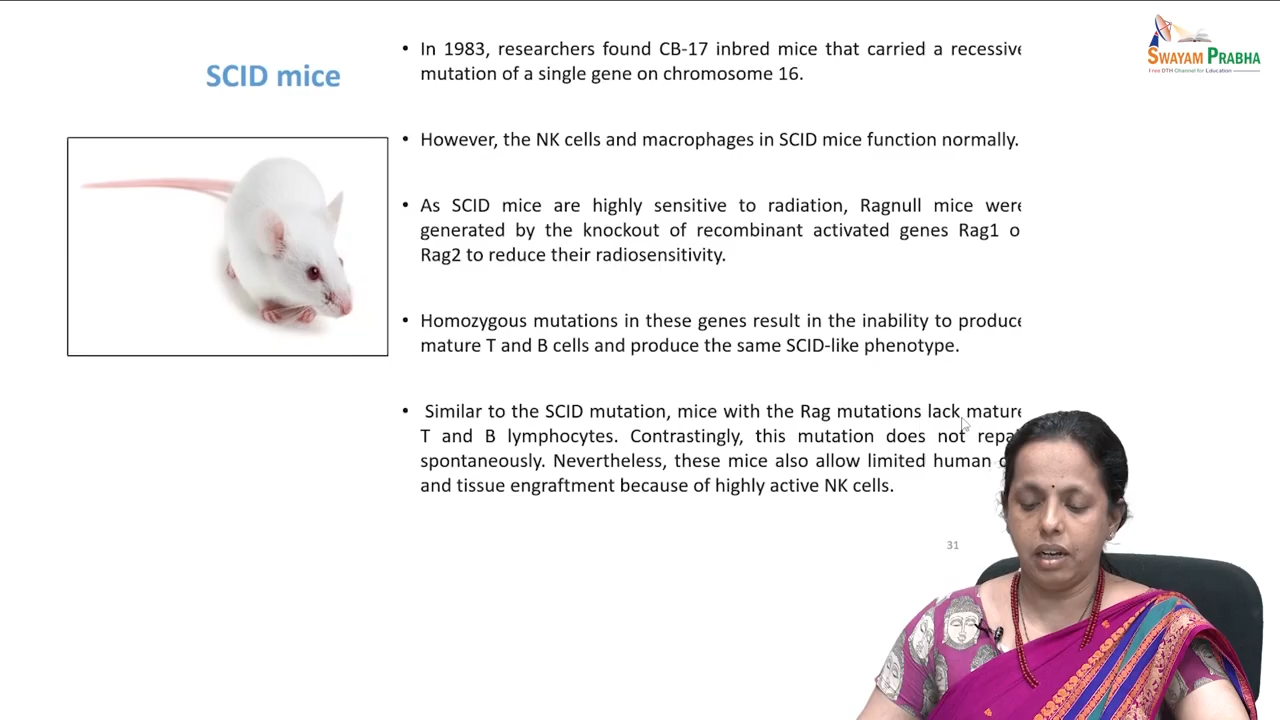 SCID mice
• In 1983, researchers found CB-17 inbred mice that carried a recessive
mutation of a single gene on chromosome 16.
• However, the NK cells and macrophages in SCID mice function normally.
• As SCID mice are highly sensitive to radiation, Ragnull mice were
generated by the knockout of recombinant activated genes Rag1 o
Rag2 to reduce their radiosensitivity.
• Homozygous mutations in these genes result in the inability to produce
mature T and B cells and produce the same SCID-like phenotype.
• Similar to the SCID mutation, mice with the Rag mutations lack mature
T and B lymphocytes. Contrastingly, this mutation does not
spontaneously. Nevertheless, these mice also allow limited human
and tissue engraftment because of highly active NK cells.
31
SWAYAM PRABHA
Free DTH Channel for Education